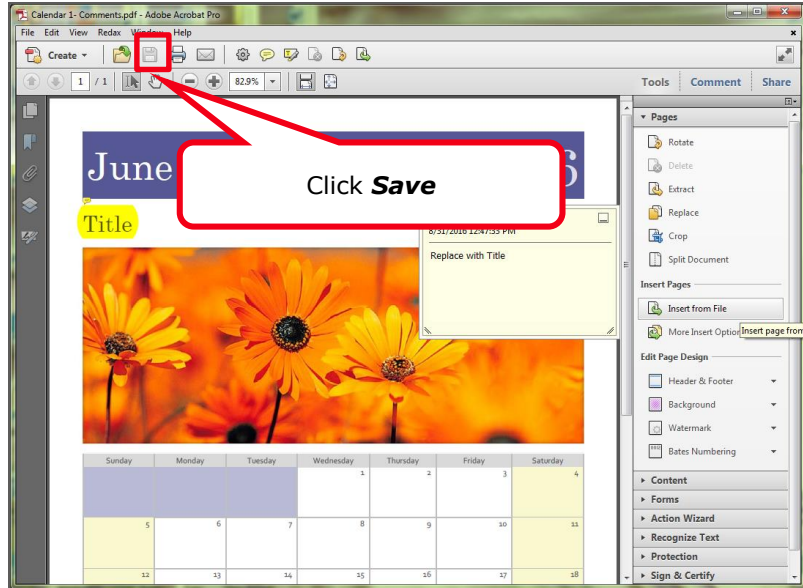 Calendar 1- Comments.pdf - Adobe Acrobat Pro
File Edit View Redax Window Help
Create
1 / 1 82.9% Tools Comment Share
Pages
Rotate
Delete
Extract
Replace
Crop
Split Document
Insert Pages
Insert from File
More Insert Option
Insert page from
Edit Page Design
Header & Footer
Background
Watermark
Bates Numbering
Content
Forms
Action Wizard
Recognize Text
Protection
Sign & Certify
June 6
Click Save
Title
8/31/2016 12:47:33 PM
Replace with Title
Sunday Monday Tuesday Wednesday Thursday Friday Saturday
1 2 3 4
5 6 7 8 9 10 11
12 13 14 15 16 17 18